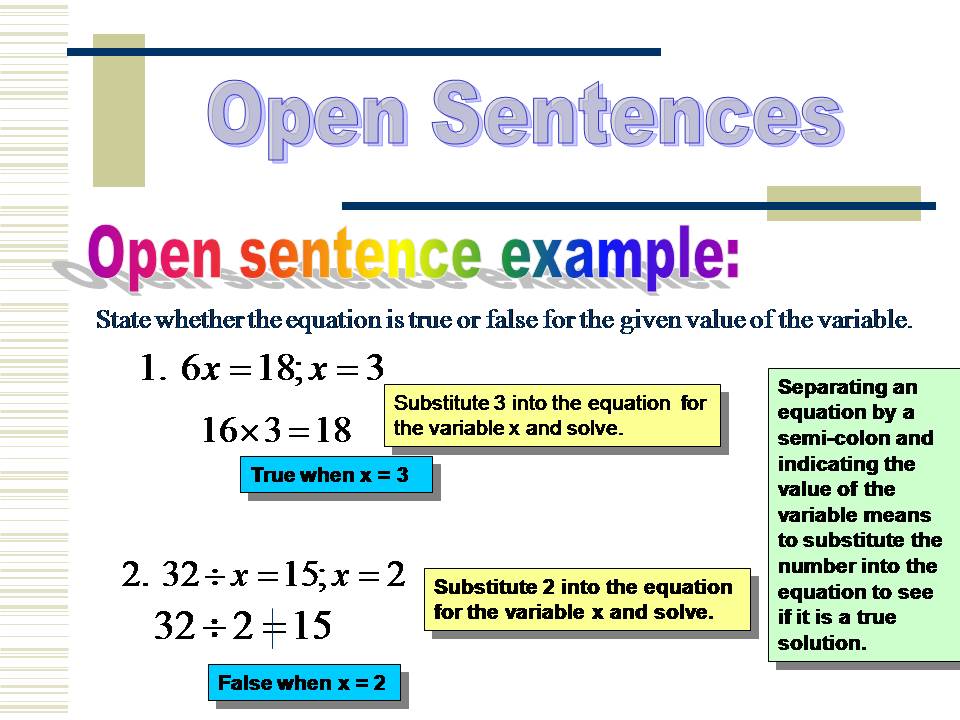 Open Sentences
Open sentence example:
State whether the equation is true or false for the given value of the variable.
1. 6x = 18; x = 3
Substitute 3 into the equation for
the variable x and solve.
16×3 = 18
True when x = 3
Separating an
equation by a
semi-colon and
indicating the
value of the
variable means
to substitute the
number into the
equation to see
if it is a true
solution.
2. 32 ÷ x = 15; x = 2
Substitute 2 into the equation
for the variable x and solve.
32 ÷ 2 ≠ 15
False when x = 2